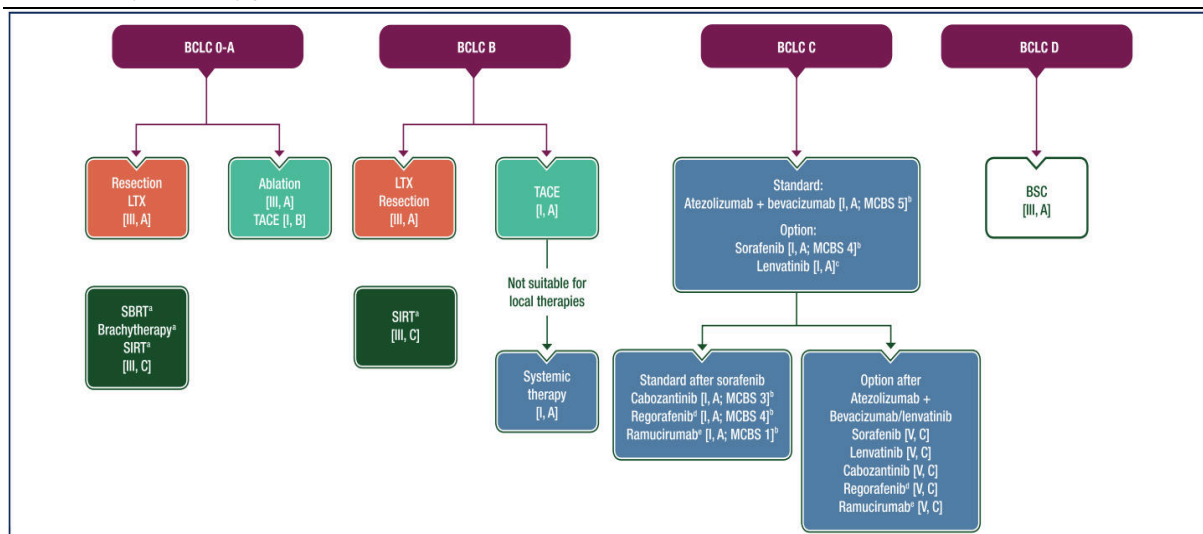 BCLC 0-A
BCLC B
BCLC C
BCLC D
Resection
LTX
[III, A]
Ablation
[III, A]
TACE [I, B]
LTX
Resection
[III, A]
TACE
[I, A]
Standard:
Atezolizumab + bevacizumab [I, A; MCBS 5]ᵇ
Option:
Sorafenib [I, A; MCBS 4]ᵇ
Lenvatinib [I, A]ᶜ
BSC
[III, A]
SBRTᵃ
Brachytherapyᵃ
SIRTᵃ
[III, C]
SIRTᵃ
[III, C]
Not suitable for
local therapies
Systemic
therapy
[I, A]
Standard after sorafenib
Cabozantinib [I, A; MCBS 3]ᵇ
Regorafenibᵈ [I, A; MCBS 4]ᵇ
Ramucirumabᵉ [I, A; MCBS 1]ᵇ
Option after
Atezolizumab +
Bevacizumab/lenvatinib
Sorafenib [V, C]
Lenvatinib [V, C]
Cabozantinib [V, C]
Regorafenibᵈ [V, C]
Ramucirumabᵉ [V, C]